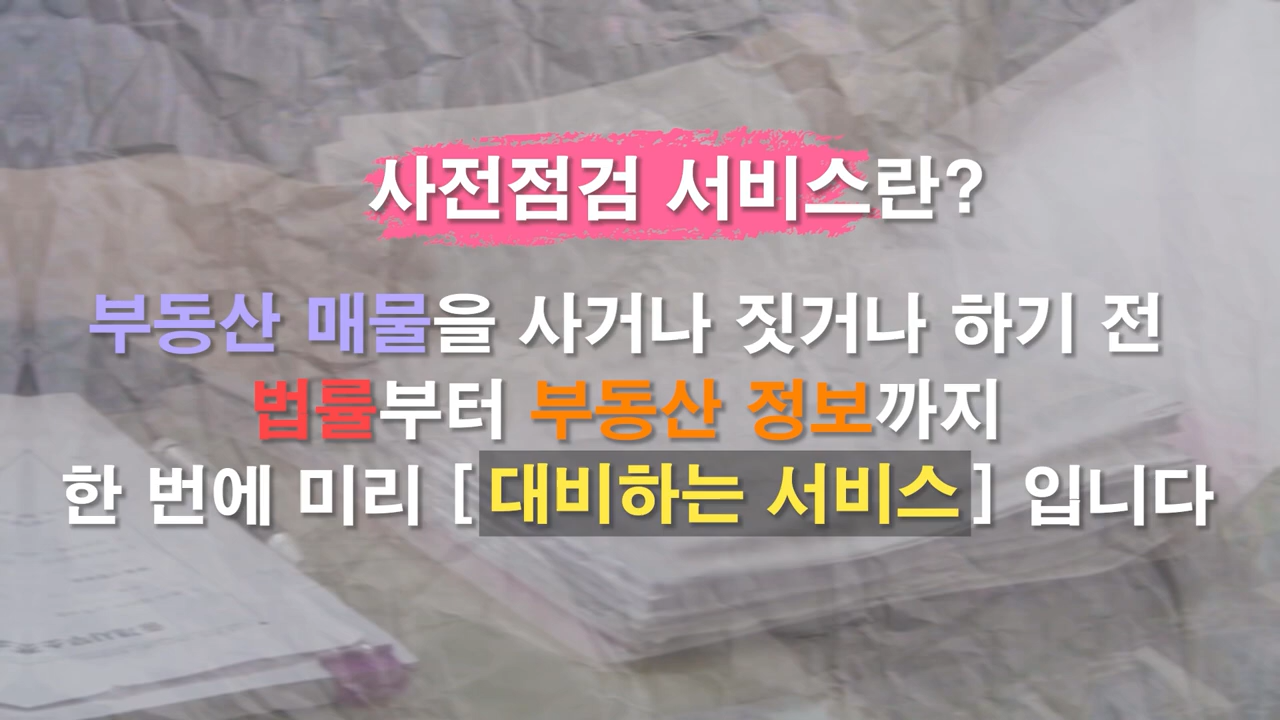 사전점검 서비스란?
부동산 매물을 사거나 짓거나 하기 전
법률부터 부동산 정보까지
한 번에 미리 [대비하는 서비스] 입니다